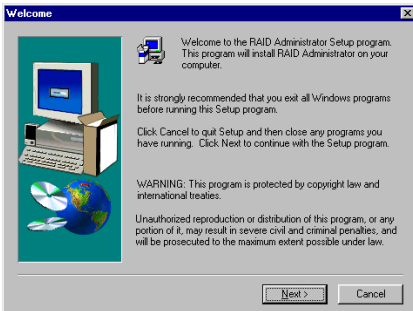 Welcome
Welcome to the RAID Administrator Setup program.
This program will install RAID Administrator on your
computer.
It is strongly recommended that you exit all Windows programs
before running this Setup program.
Click Cancel to quit Setup and then close any programs you
have running. Click Next to continue with the Setup program.
WARNING: This program is protected by copyright law and
international treaties.
Unauthorized reproduction or distribution of this program, or any
portion of it, may result in severe civil and criminal penalties, and
will be prosecuted to the maximum extent possible under law.
Next >
Cancel